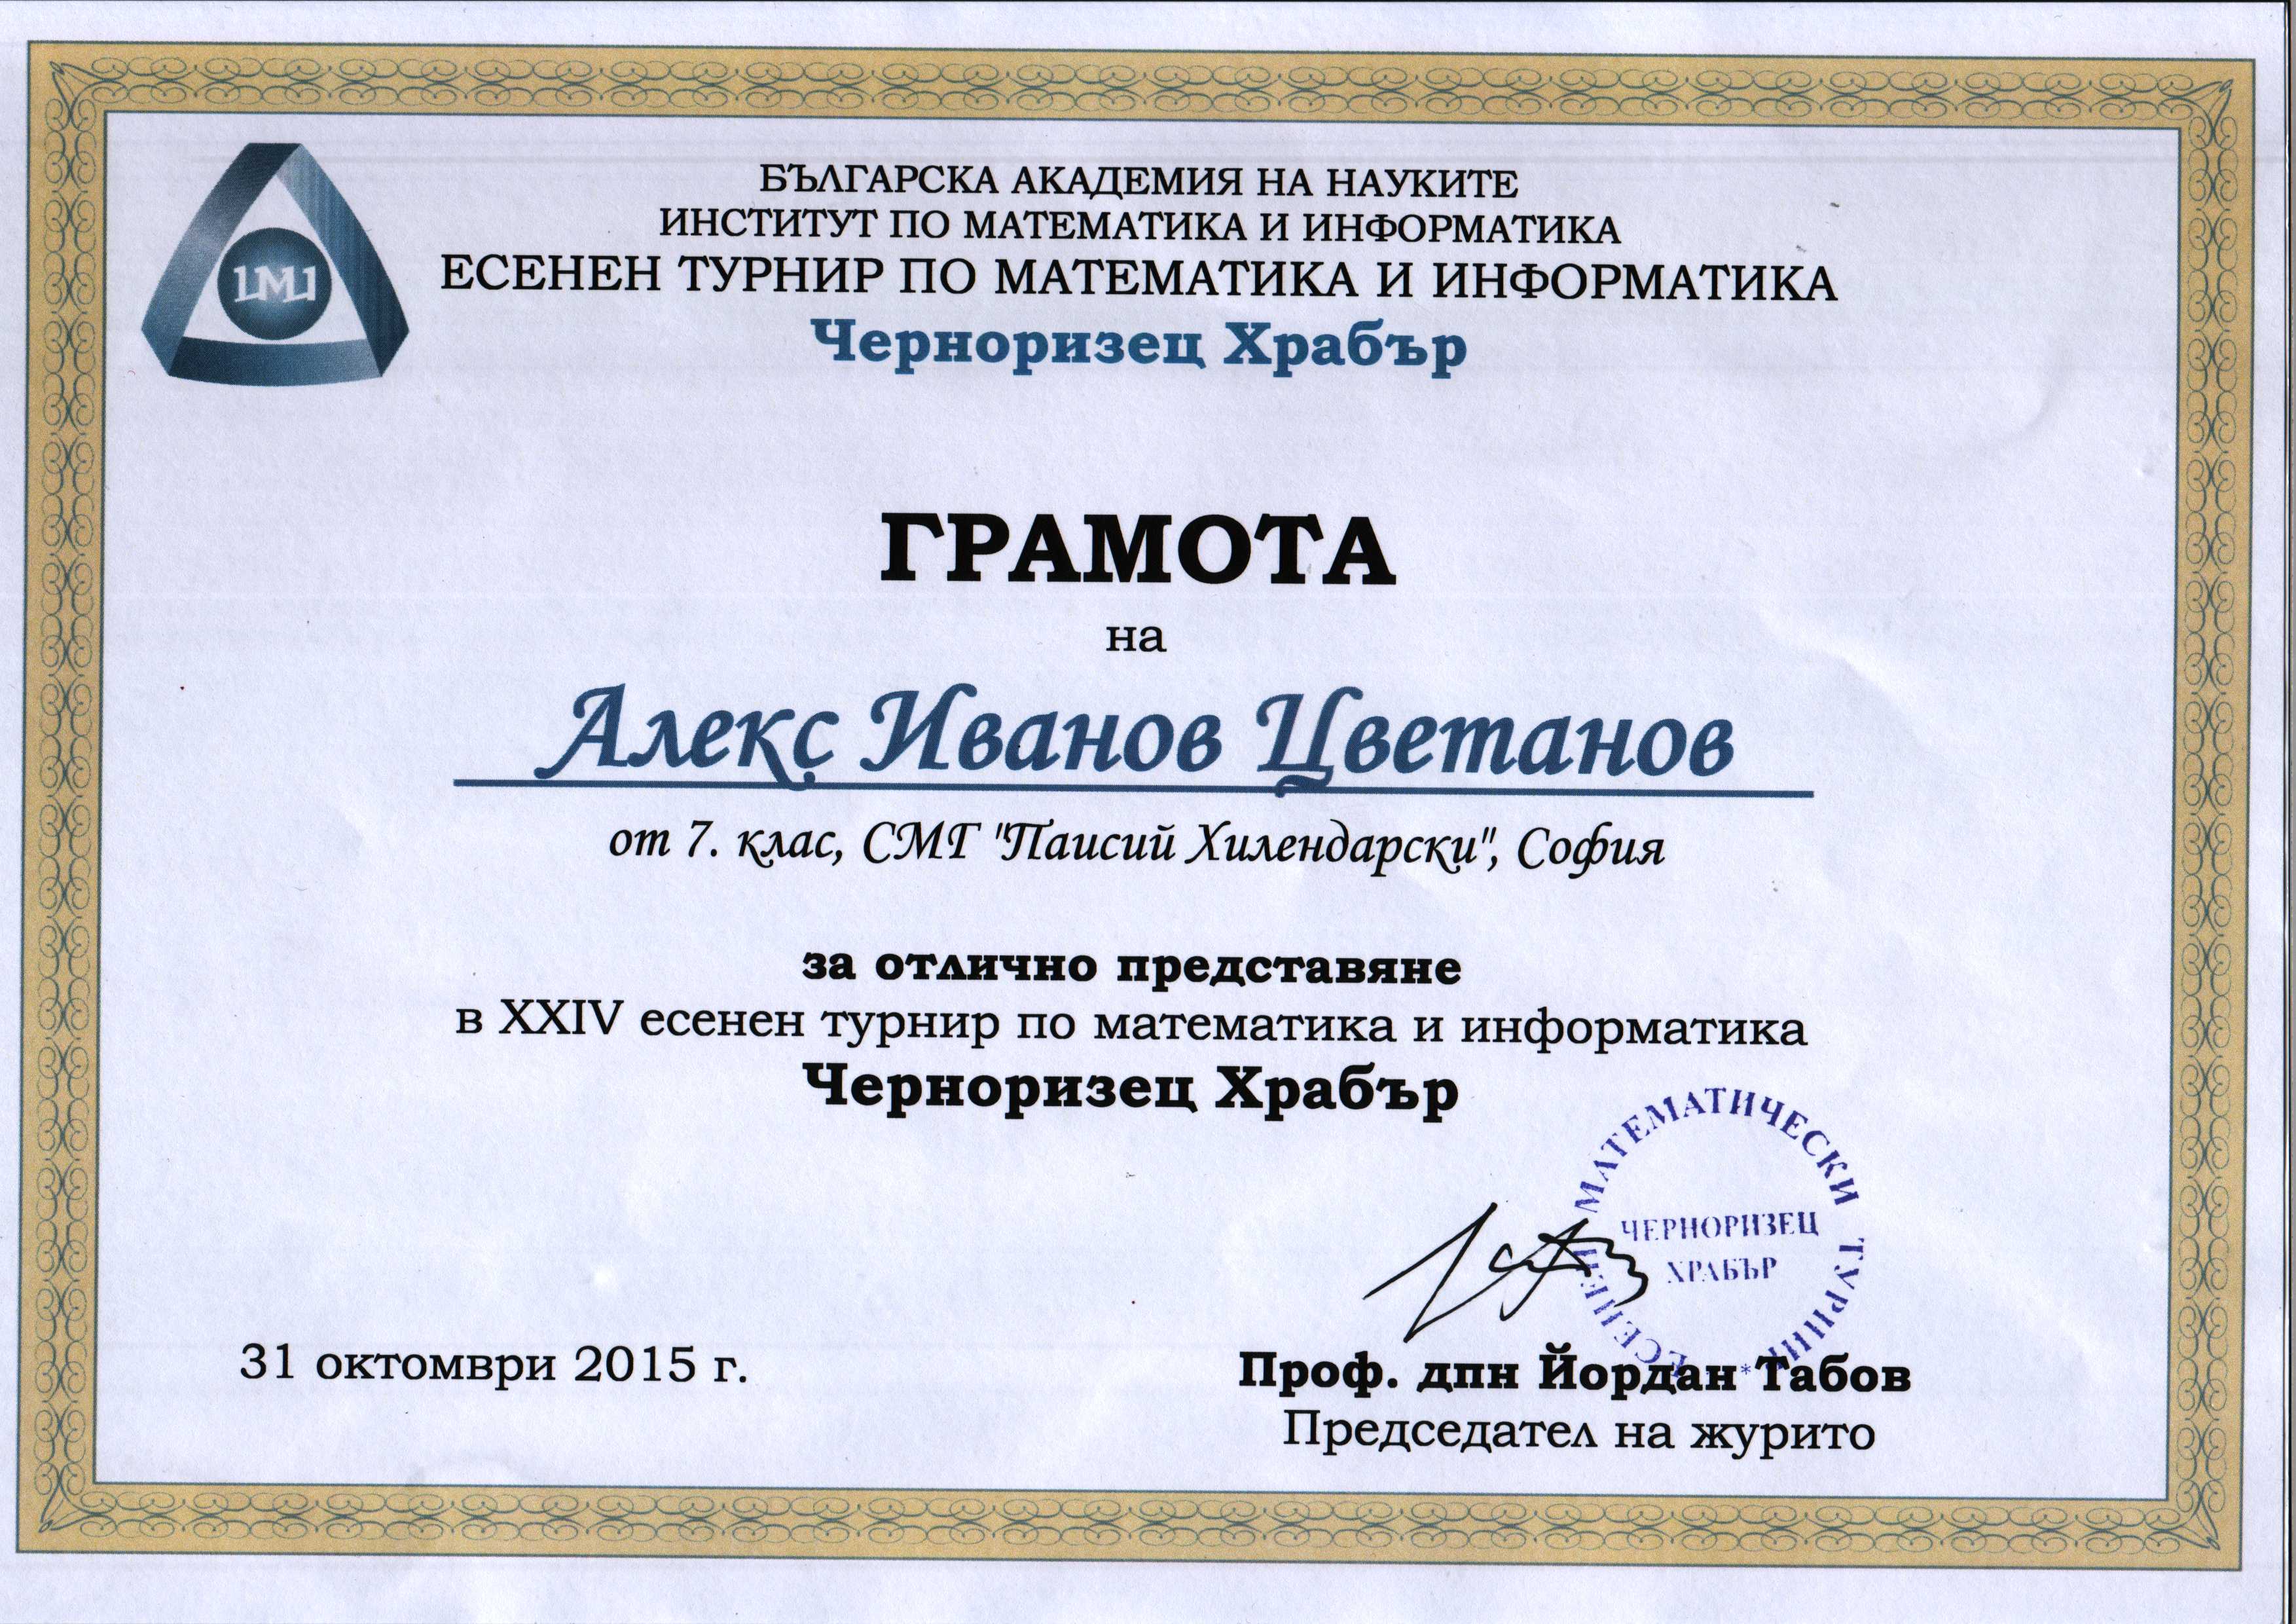 БЪЛГАРСКА АКАДЕМИЯ НА НАУКИТЕ
ИНСТИТУТ ПО МАТЕМАТИКА И ИНФОРМАТИКА
ЕСЕНЕН ТУРНИР ПО МАТЕМАТИКА И ИНФОРМАТИКА
Черноризец Храбър
IMI
ГРАМОТА
на
Алекс Иванов Цветанов
от 7. клас, СМГ "Паисий Хилендарски", София
за отлично представяне
в XXIV есенен турнир по математика и информатика
Черноризец Храбър
ЕСЕНЕН МАТЕМАТИЧЕСКИ ТУРНИР *
ЧЕРНОРИЗЕЦ
ХРАБЪР
31 октомври 2015 г.
Проф. дпн Йордан Табов
Председател на журито